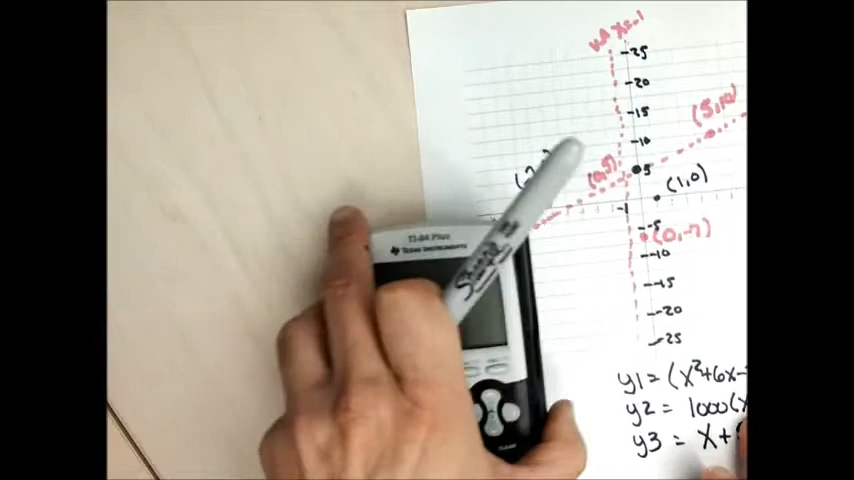 VA X=-1
25
20
15
10
5
(5,10)
(0,5)
(1,0)
-1
-5
(0,-7)
-10
-15
-20
-25
TI-84 Plus
TEXAS INSTRUMENTS
Sharpie
y1 = (x²+6x-
y2 = 1000(x
y3 = x+